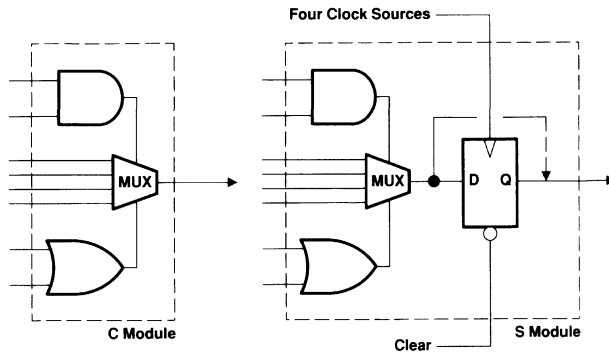 Four Clock Sources
MUX
MUX
D Q
C Module
Clear
S Module